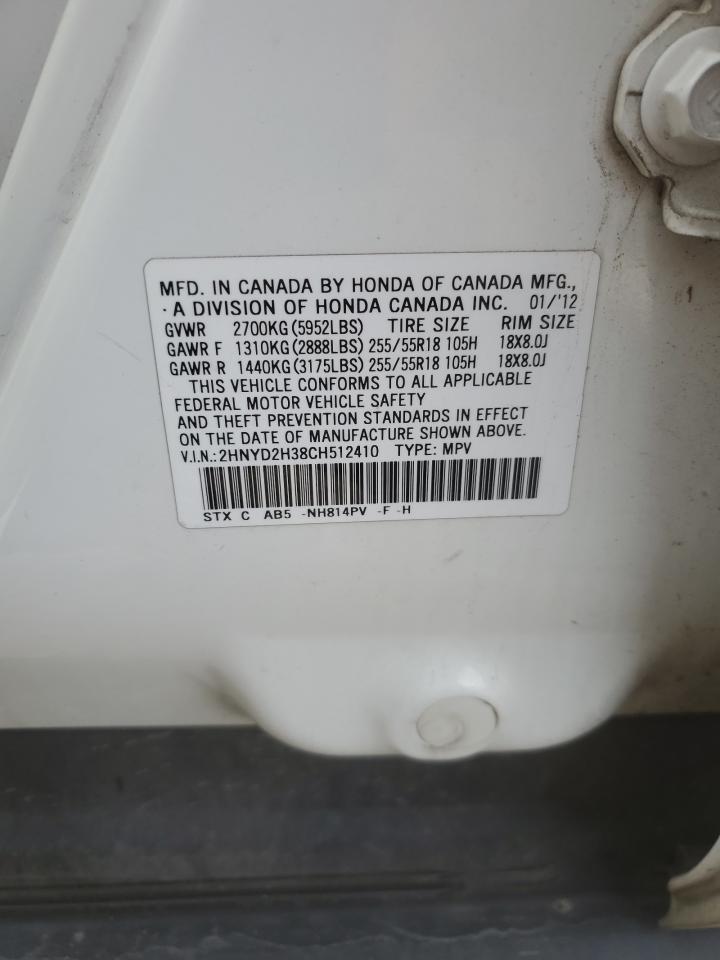 MFD. IN CANADA BY HONDA OF CANADA MFG.,
·A DIVISION OF HONDA CANADA INC. 01/'12
GVWR 2700KG(5952LBS) TIRE SIZE RIM SIZE
GAWR F 1310KG(2888LBS) 255/55R18 105H 18X8.0J
GAWR R 1440KG(3175LBS) 255/55R18 105H 18X8.0J
THIS VEHICLE CONFORMS TO ALL APPLICABLE
FEDERAL MOTOR VEHICLE SAFETY
AND THEFT PREVENTION STANDARDS IN EFFECT
ON THE DATE OF MANUFACTURE SHOWN ABOVE.
V.I.N.:2HNYD2H38CH512410 TYPE: MPV
STX C AB5 -NH814PV -F -H